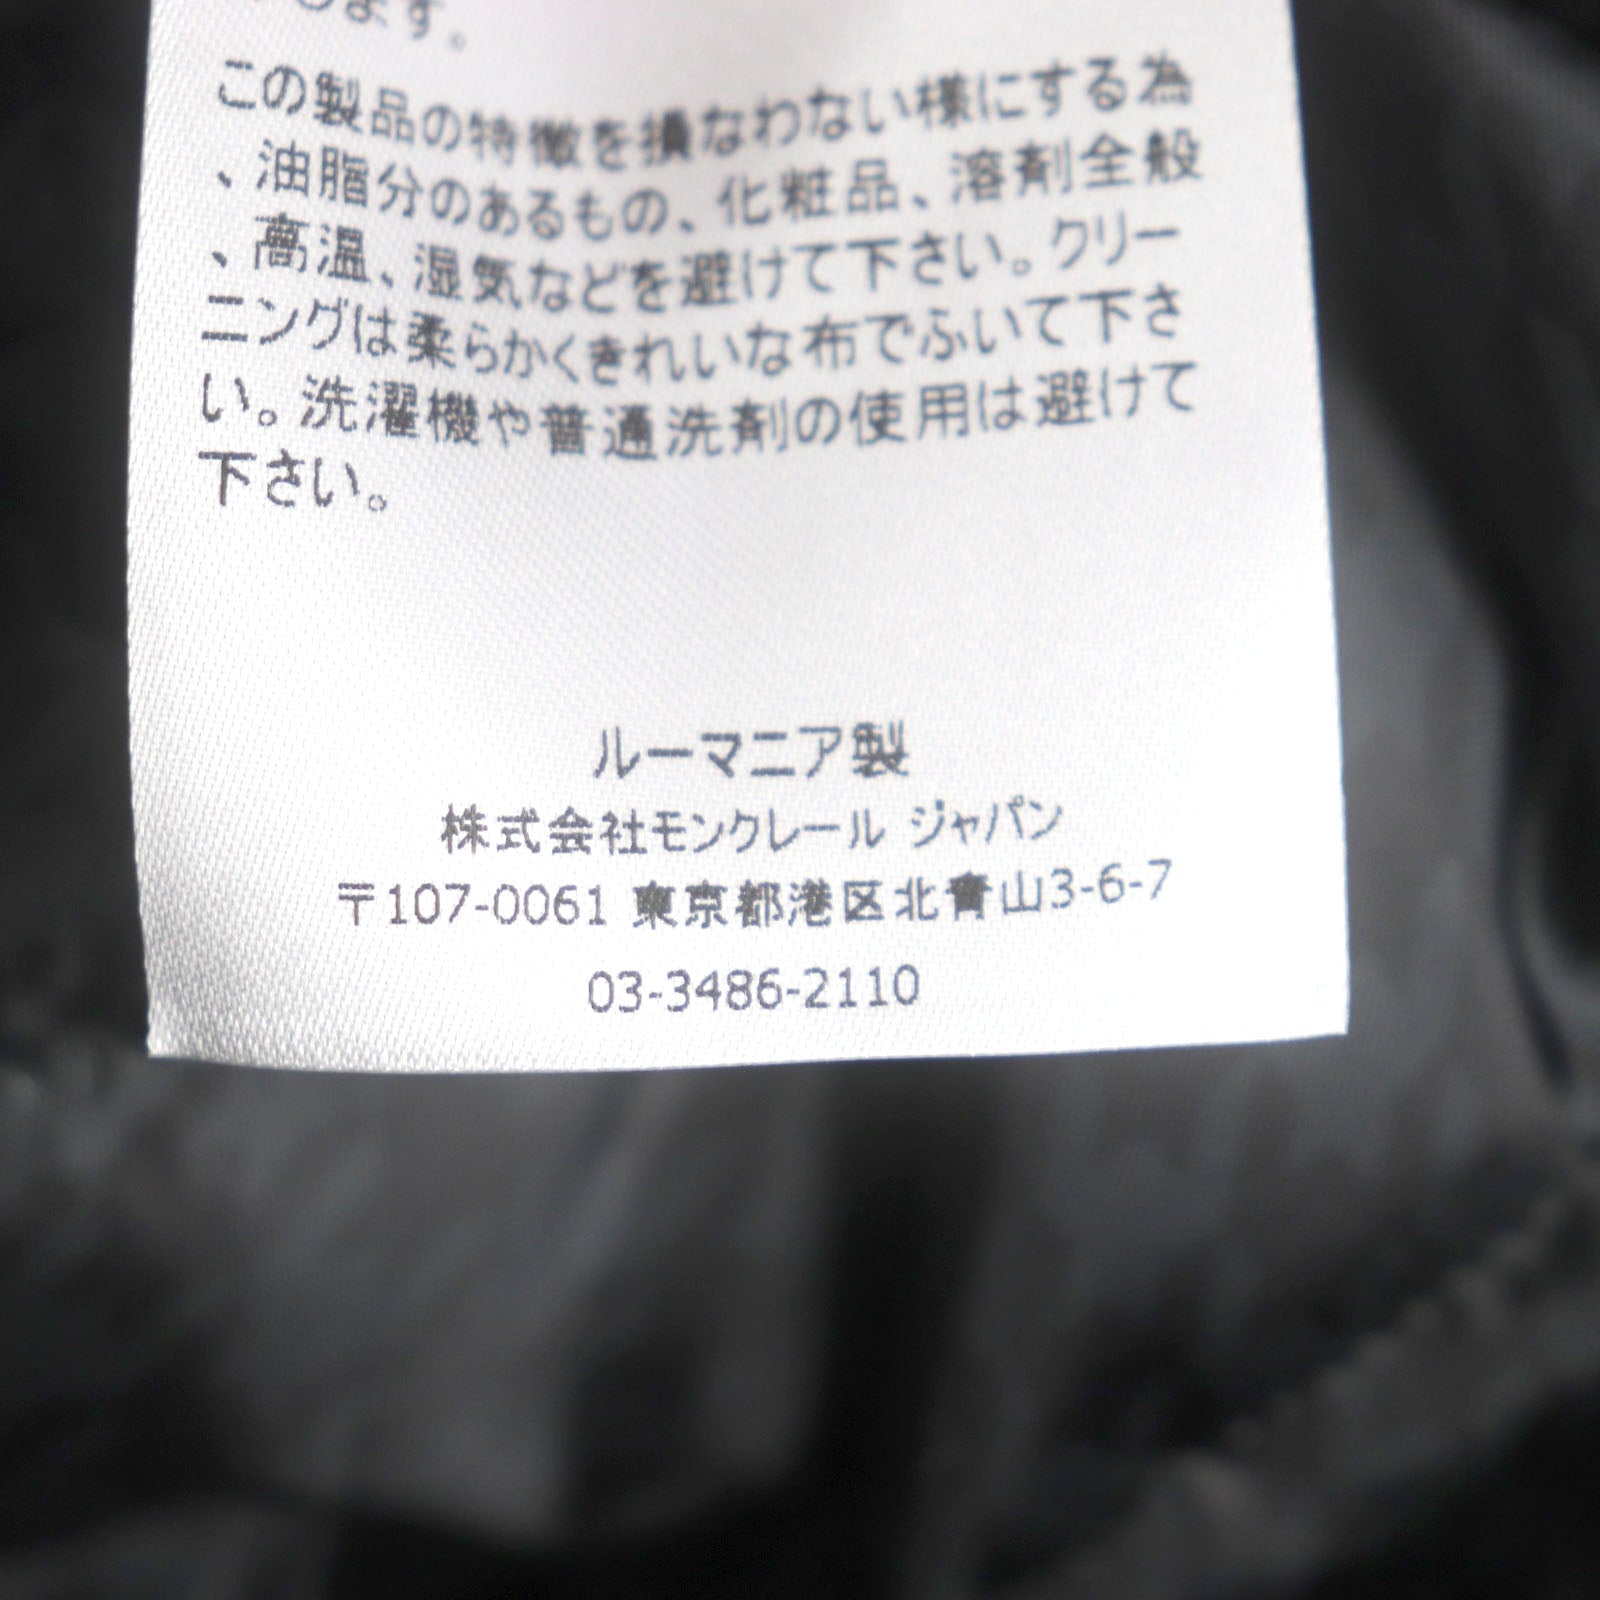 します。
この製品の特徴を損なわない様にする為
、油脂分のあるもの、化粧品、溶剤全般
、高温、湿気などを避けて下さい。クリー
ニングは柔らかくきれいな布でふいて下さ
い。洗濯機や普通洗剤の使用は避けて
下さい。
ルーマニア製
株式会社モンクレール ジャパン
〒107-0061 東京都港区北青山3-6-7
03-3486-2110